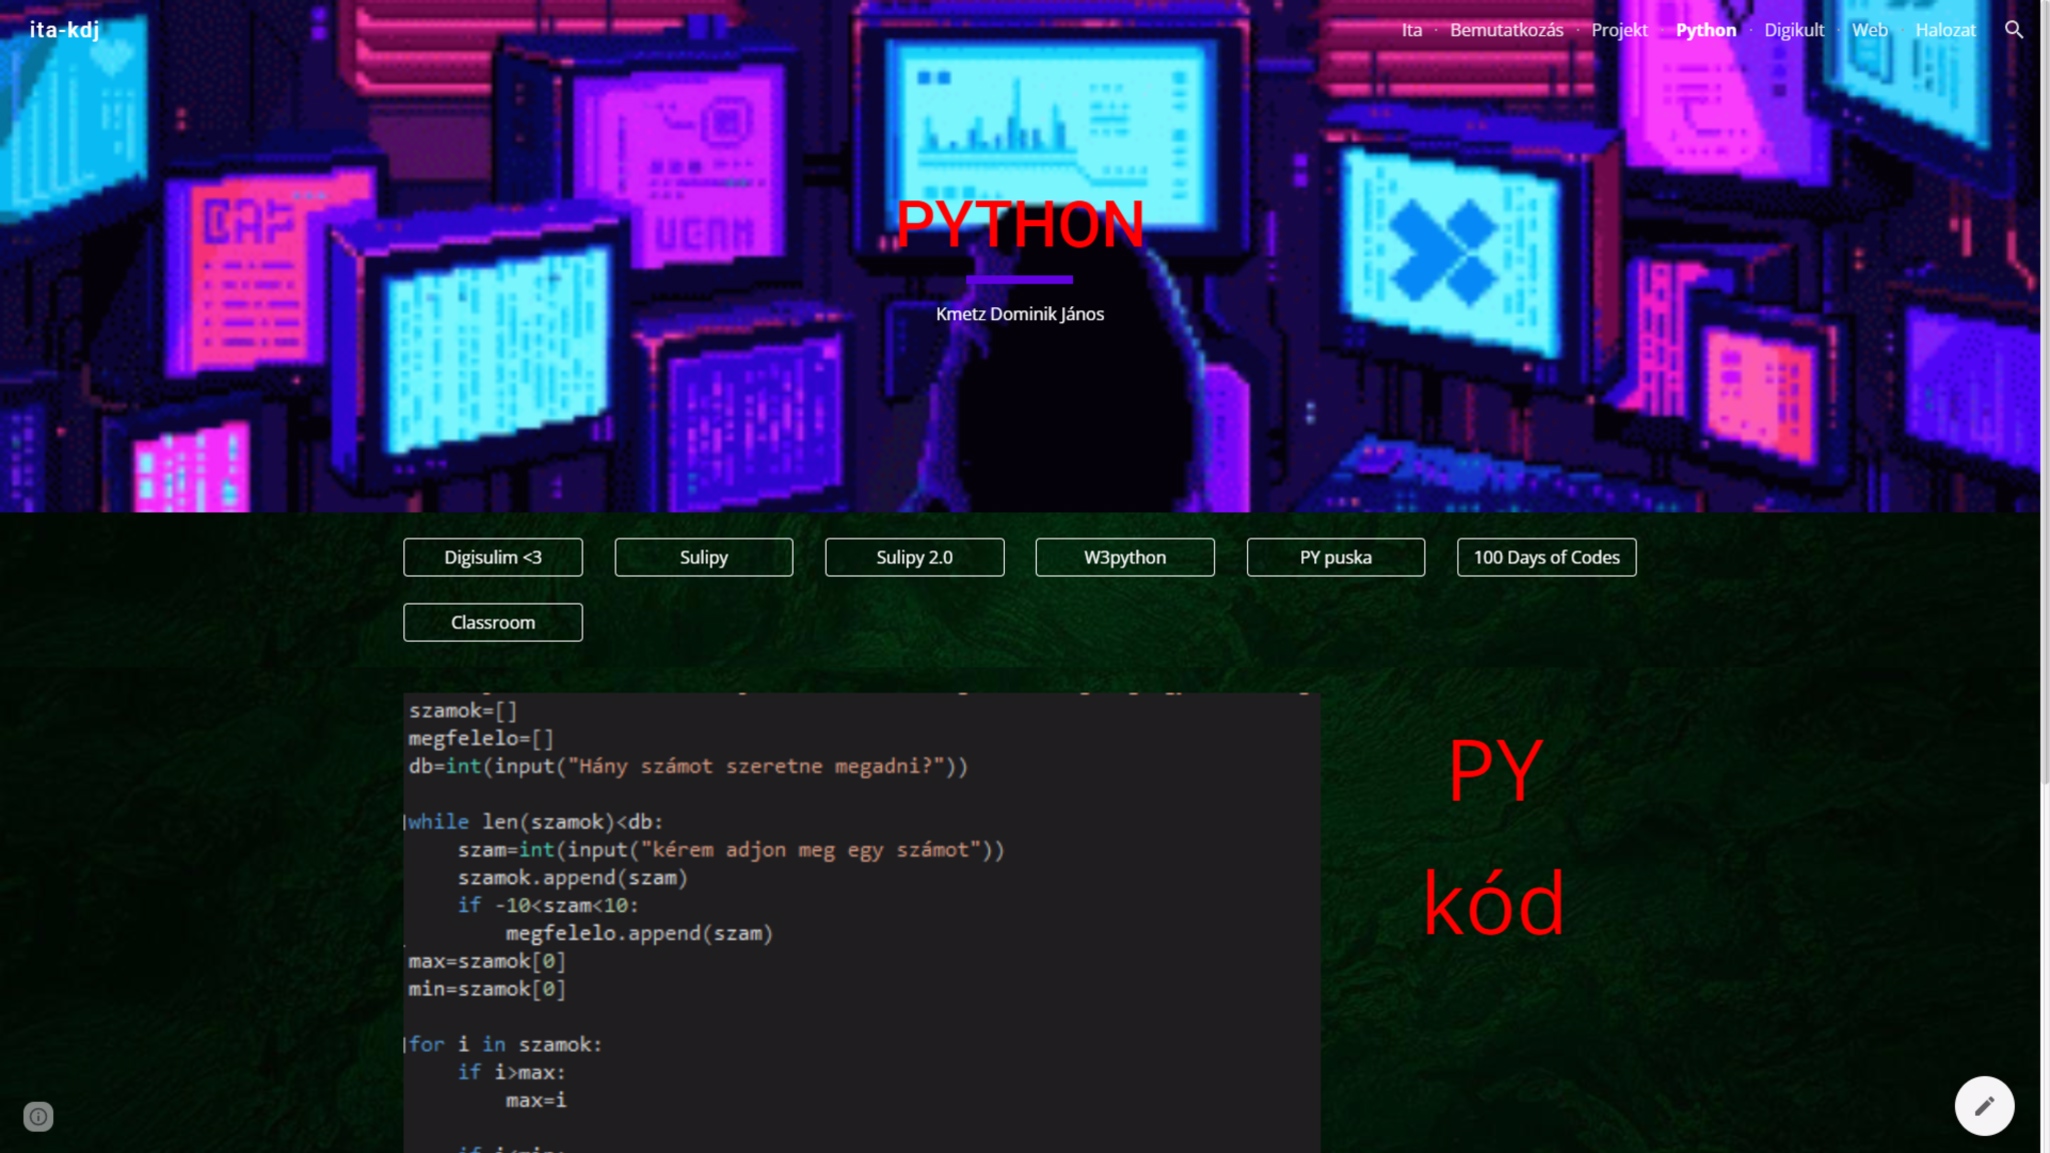 ita-kdj
Ita · Bemutatkozás · Projekt · Python · Digikult · Web · Halozat
PYTHON
Kmetz Dominik János
Digisulim <3
Sulipy
Sulipy 2.0
W3python
PY puska
100 Days of Codes
Classroom
szamok=[]
megfelelo=[]
db=int(input("Hány számot szeretne megadni?"))
while len(szamok)<db:
szam=int(input("kérem adjon meg egy számot"))
szamok.append(szam)
if -10<szam<10:
megfelelo.append(szam)
max=szamok[0]
min=szamok[0]
for i in szamok:
if i>max:
max=i
PY
kód